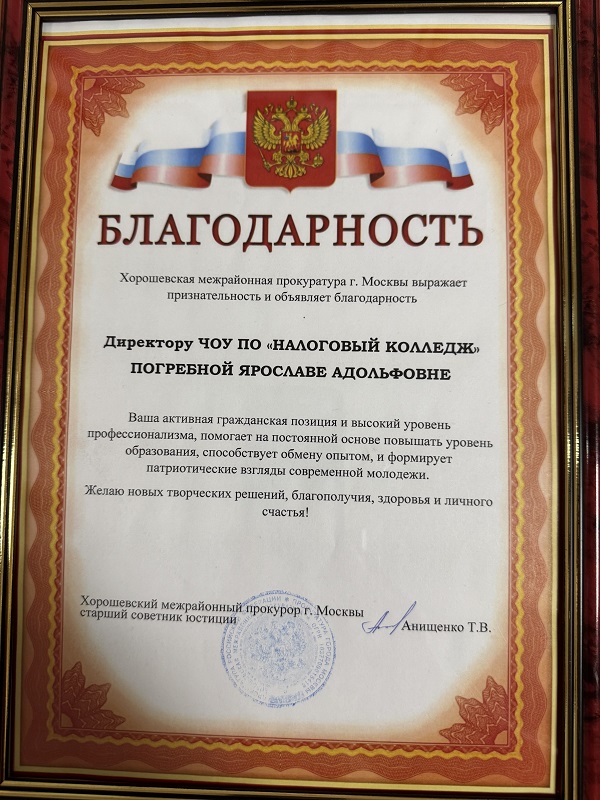 БЛАГОДАРНОСТЬ
Хорошевская межрайонная прокуратура г. Москвы выражает
признательность и объявляет благодарность
Директору ЧОУ ПО «НАЛОГОВЫЙ КОЛЛЕДЖ»
ПОГРЕБНОЙ ЯРОСЛАВЕ АДОЛЬФОВНЕ
Ваша активная гражданская позиция и высокий уровень
профессионализма, помогает на постоянной основе повышать уровень
образования, способствует обмену опытом, и формирует
патриотические взгляды современной молодежи.
Желаю новых творческих решений, благополучия, здоровья и личного
счастья!
Хорошевский межрайонный прокурор г. Москвы
старший советник юстиции
Анищенко Т.В.